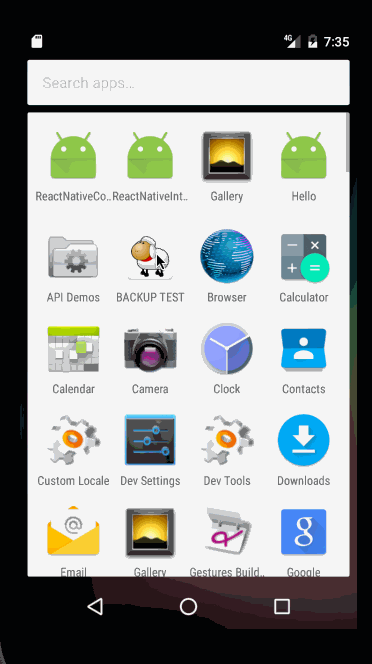 4G 7:35
Search apps...
ReactNativeCo.. ReactNativeInt.. Gallery Hello
API Demos BACKUP TEST Browser Calculator
Calendar Camera Clock Contacts
Custom Locale Dev Settings Dev Tools Downloads
Email Gallery Gestures Build.. Google